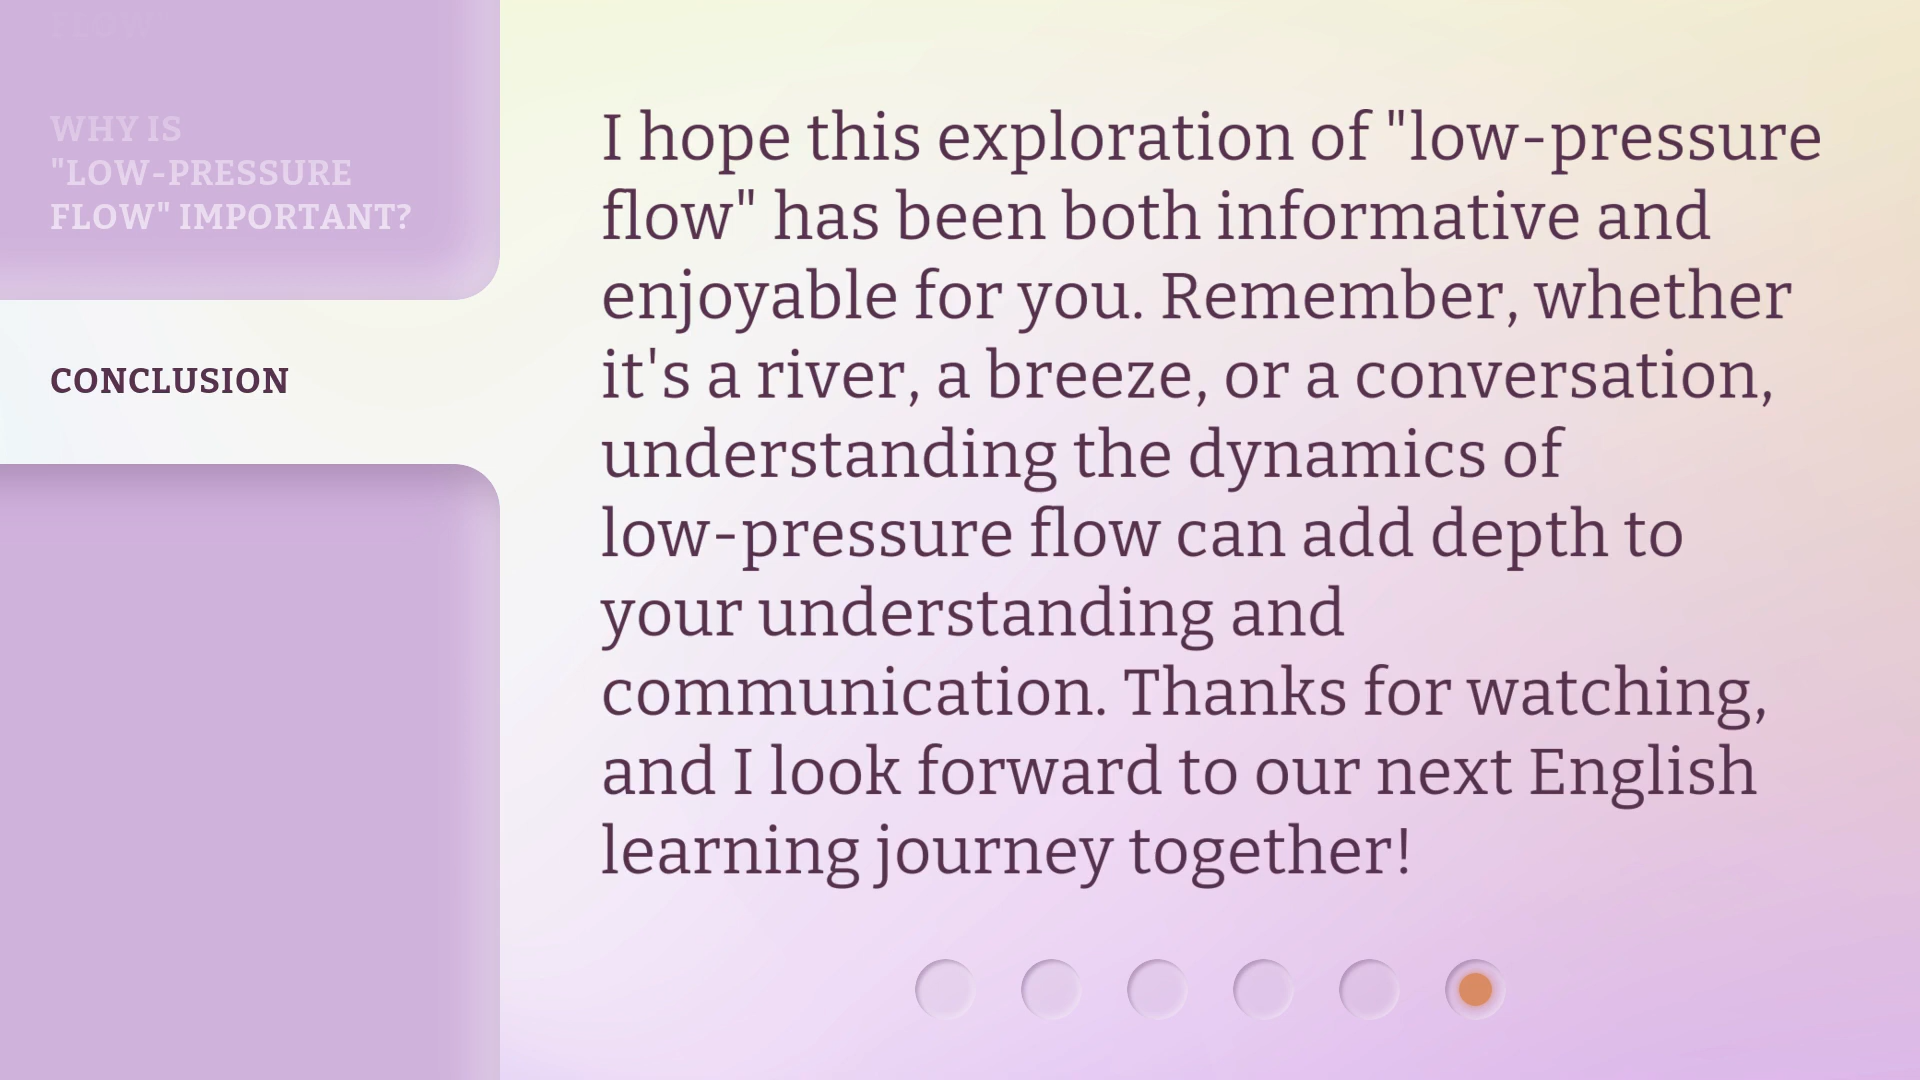 FLOW"
WHY IS
"LOW-PRESSURE
FLOW" IMPORTANT?
CONCLUSION
I hope this exploration of "low-pressure
flow" has been both informative and
enjoyable for you. Remember, whether
it's a river, a breeze, or a conversation,
understanding the dynamics of
low-pressure flow can add depth to
your understanding and
communication. Thanks for watching,
and I look forward to our next English
learning journey together!